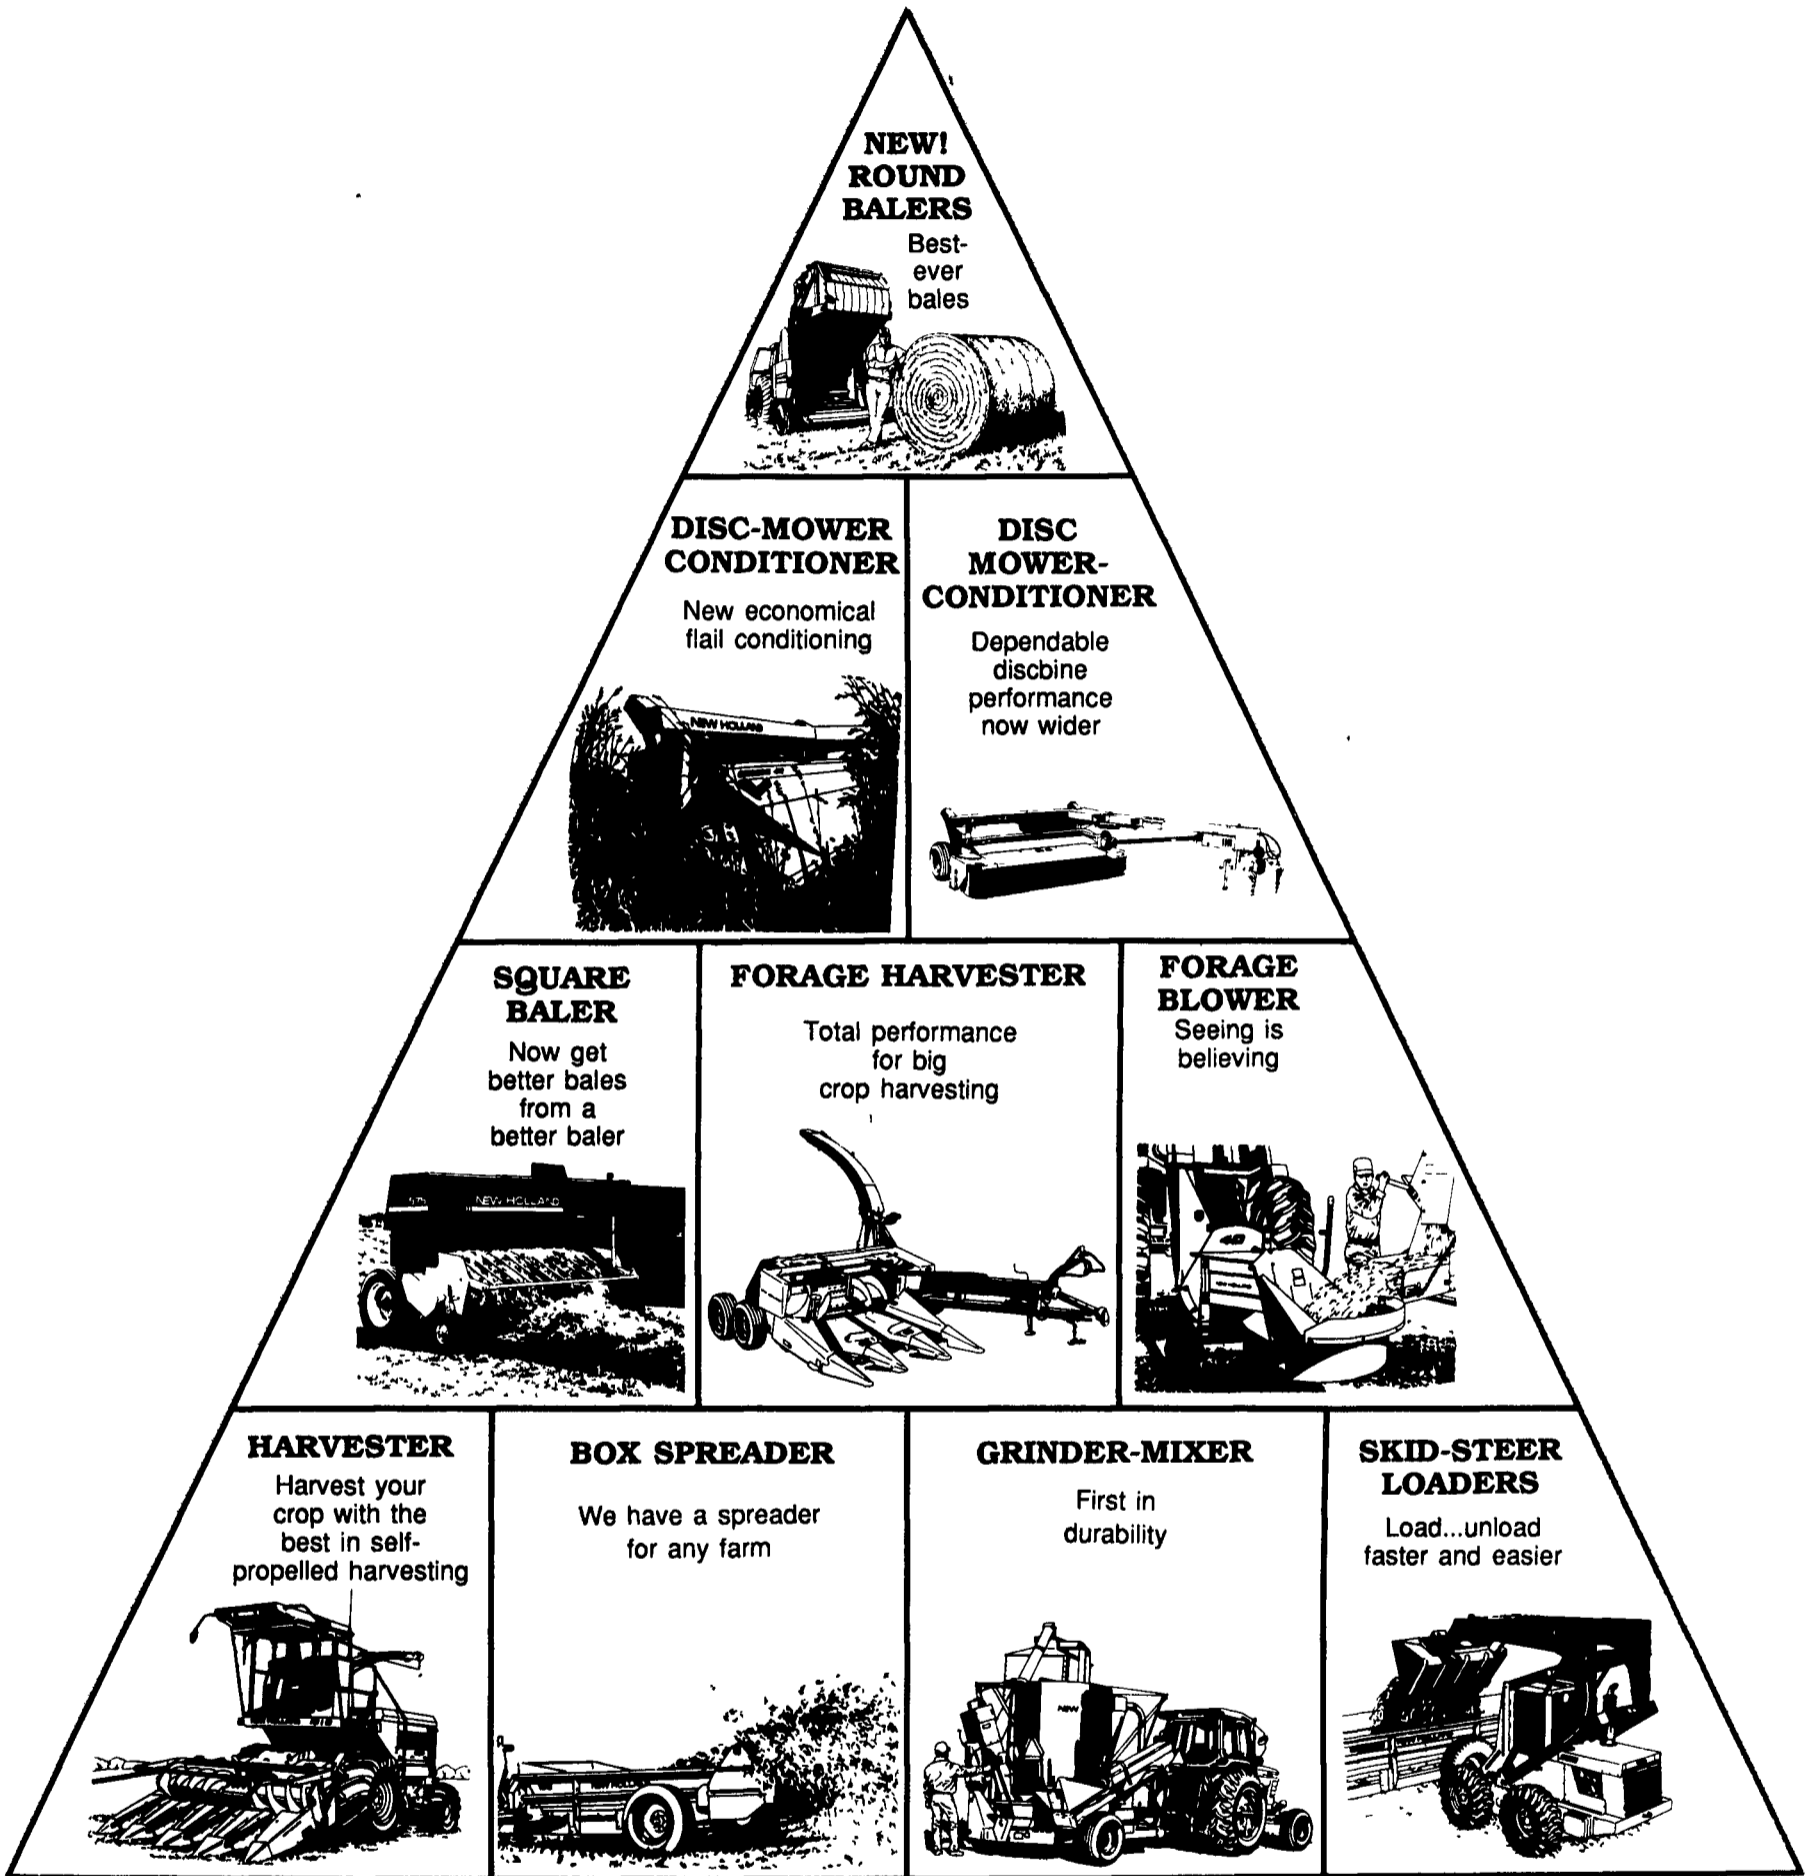 NEW!
ROUND
BALERS
Best-
ever
bales
DISC-MOWER
CONDITIONER
New economical
flail conditioning
NEW HOLLAND
DISC
MOWER-
CONDITIONER
Dependable
discbine
performance
now wider
SQUARE
BALER
Now get
better bales
from a
better baler
575 NEW HOLLAND
FORAGE HARVESTER
Total performance
for big
crop harvesting
FORAGE
BLOWER
Seeing is
believing
HARVESTER
Harvest your
crop with the
best in self-
propelled harvesting
BOX SPREADER
We have a spreader
for any farm
GRINDER-MIXER
First in
durability
NEW
SKID-STEER
LOADERS
Load...unload
faster and easier